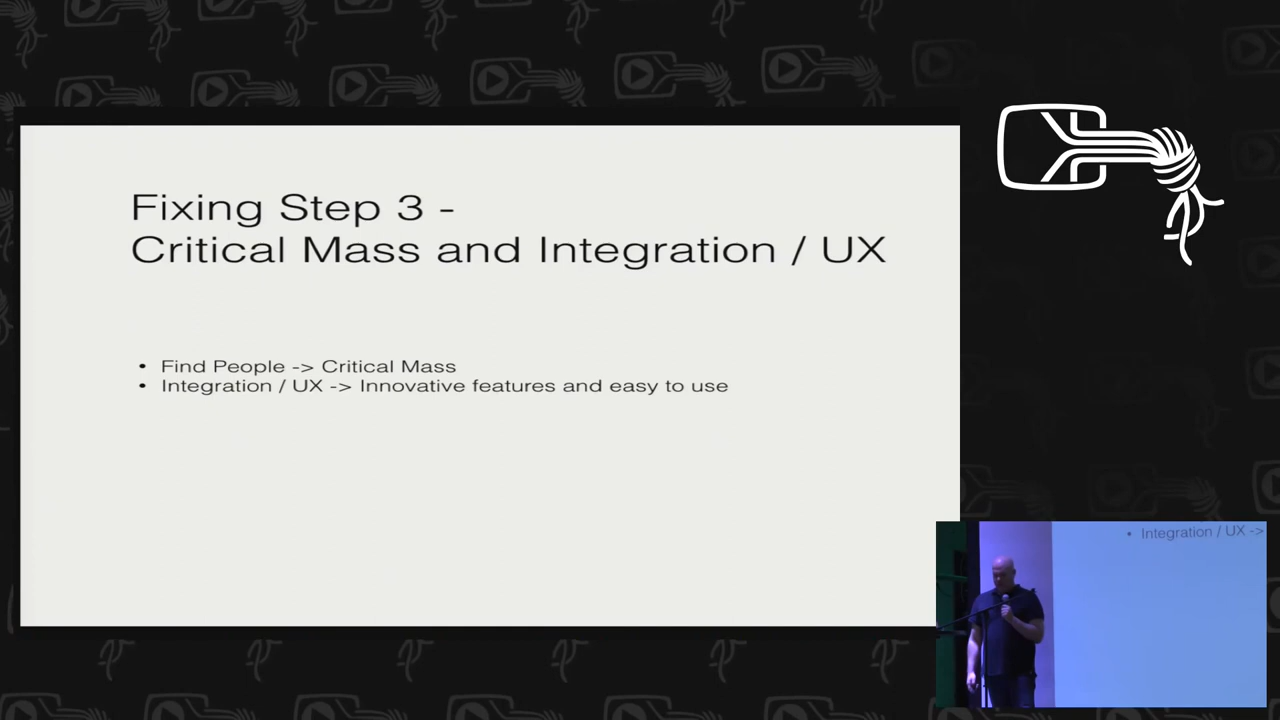 Fixing Step 3 -
Critical Mass and Integration / UX
• Find People -> Critical Mass
• Integration / UX -> Innovative features and easy to use
• Integration / UX ->